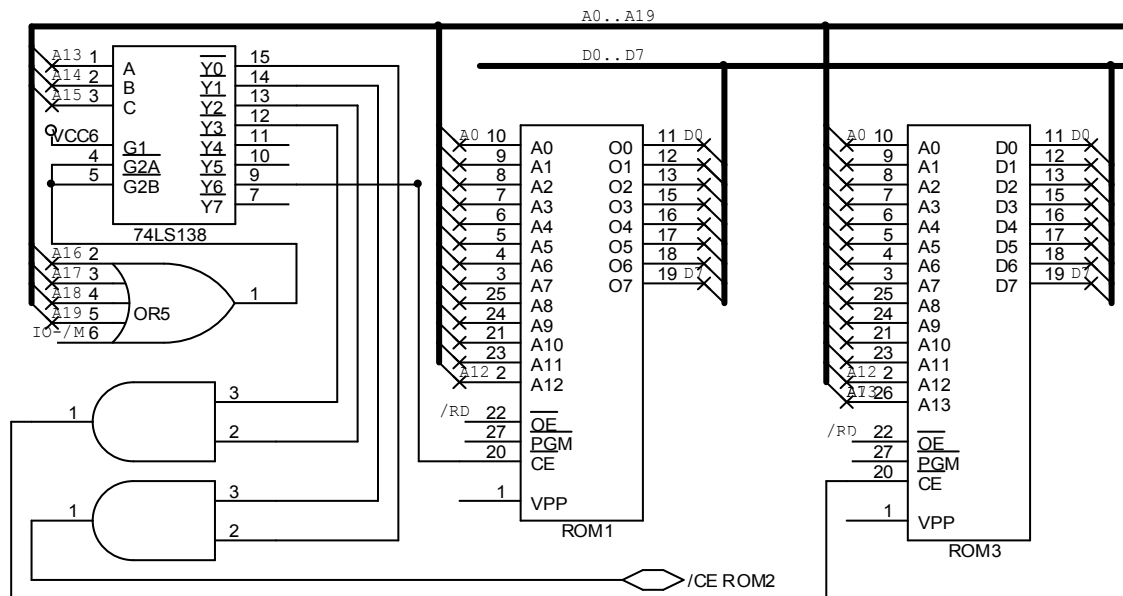 A0..A19
D0..D7
A13 1 A
A14 2 B
A15 3 C
VCC 6 G1
4 G2A
5 G2B
Y0 15
Y1 14
Y2 13
Y3 12
Y4 11
Y5 10
Y6 9
Y7 7
74LS138
A16 2
A17 3
A18 4
A19 5
IO-/M 6
OR5
1
1
3
2
1
3
2
/CE ROM2
A0 10 A0
9 A1
8 A2
7 A3
6 A4
5 A5
4 A6
3 A7
25 A8
24 A9
21 A10
23 A11
A12 2 A12
/RD 22 OE
27 PGM
20 CE
1 VPP
O0 11 D0
O1 12
O2 13
O3 15
O4 16
O5 17
O6 18
O7 19 D7
ROM1
A0 10 A0
9 A1
8 A2
7 A3
6 A4
5 A5
4 A6
3 A7
25 A8
24 A9
21 A10
23 A11
A12 2 A12
A13 26 A13
/RD 22 OE
27 PGM
20 CE
1 VPP
D0 11 D0
D1 12
D2 13
D3 15
D4 16
D5 17
D6 18
D7 19 D7
ROM3